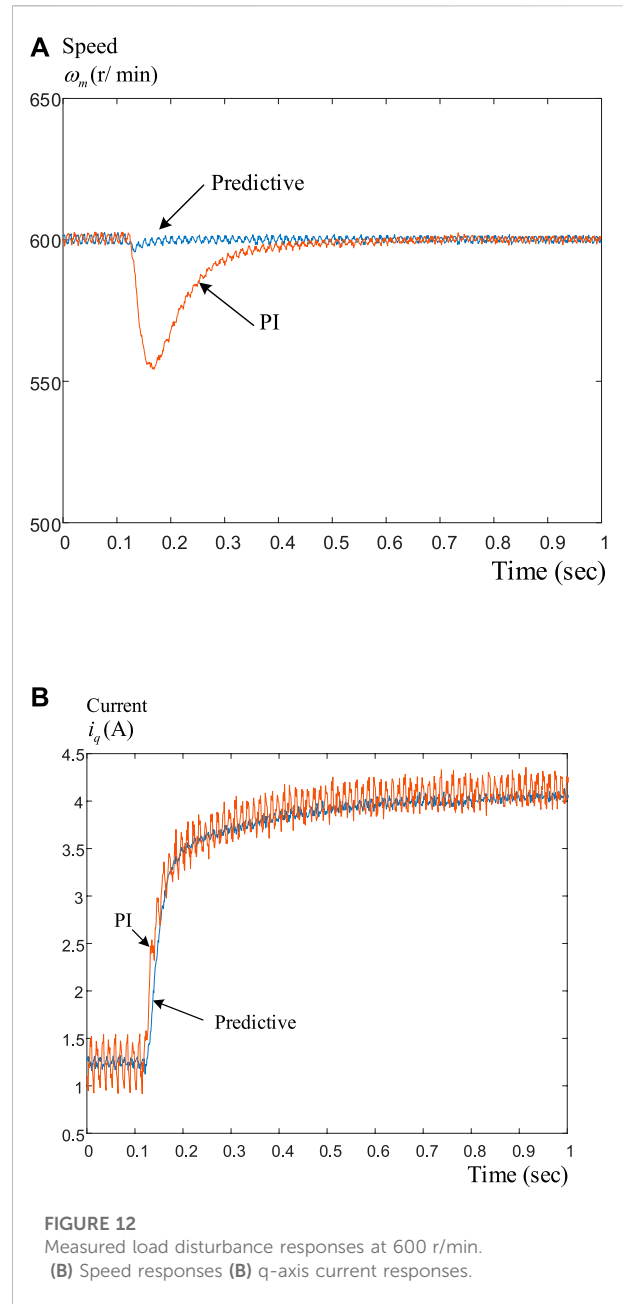 A Speed
ω_m (r/ min)
650
600
550
500
Predictive
PI
0 0.1 0.2 0.3 0.4 0.5 0.6 0.7 0.8 0.9 1
Time (sec)
B Current
i_q (A)
4.5
4
3.5
3
2.5
2
1.5
1
0.5
PI
Predictive
0 0.1 0.2 0.3 0.4 0.5 0.6 0.7 0.8 0.9 1
Time (sec)
FIGURE 12
Measured load disturbance responses at 600 r/min.
(B) Speed responses (B) q-axis current responses.